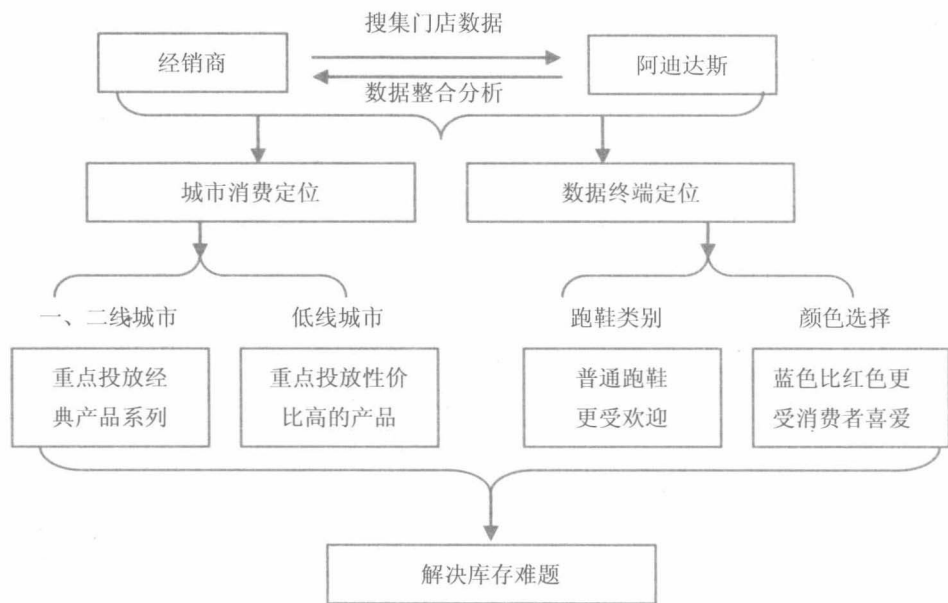 搜集门店数据
经销商
阿迪达斯
数据整合分析
城市消费定位
数据终端定位
一、二线城市
低线城市
跑鞋类别
颜色选择
重点投放经
典产品系列
重点投放性价
比高的产品
普通跑鞋
更受欢迎
蓝色比红色更
受消费者喜爱
解决库存难题